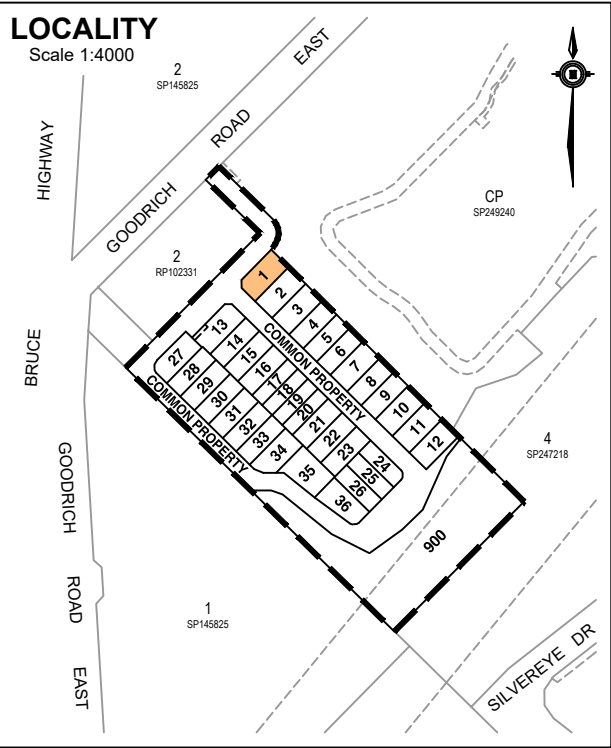 LOCALITY
Scale 1:4000
2
SP145825
EAST
ROAD
GOODRICH
HIGHWAY
CP
SP249240
2
RP102331
1
2
3
4
5
6
7
8
9
10
11
12
COMMON PROPERTY
13
14
15
16
17
18
19
20
21
22
23
24
25
26
27
28
29
30
31
32
33
34
35
36
COMMON PROPERTY
BRUCE
4
SP247218
900
GOODRICH
ROAD
EAST
1
SP145825
SILVEREYE DR